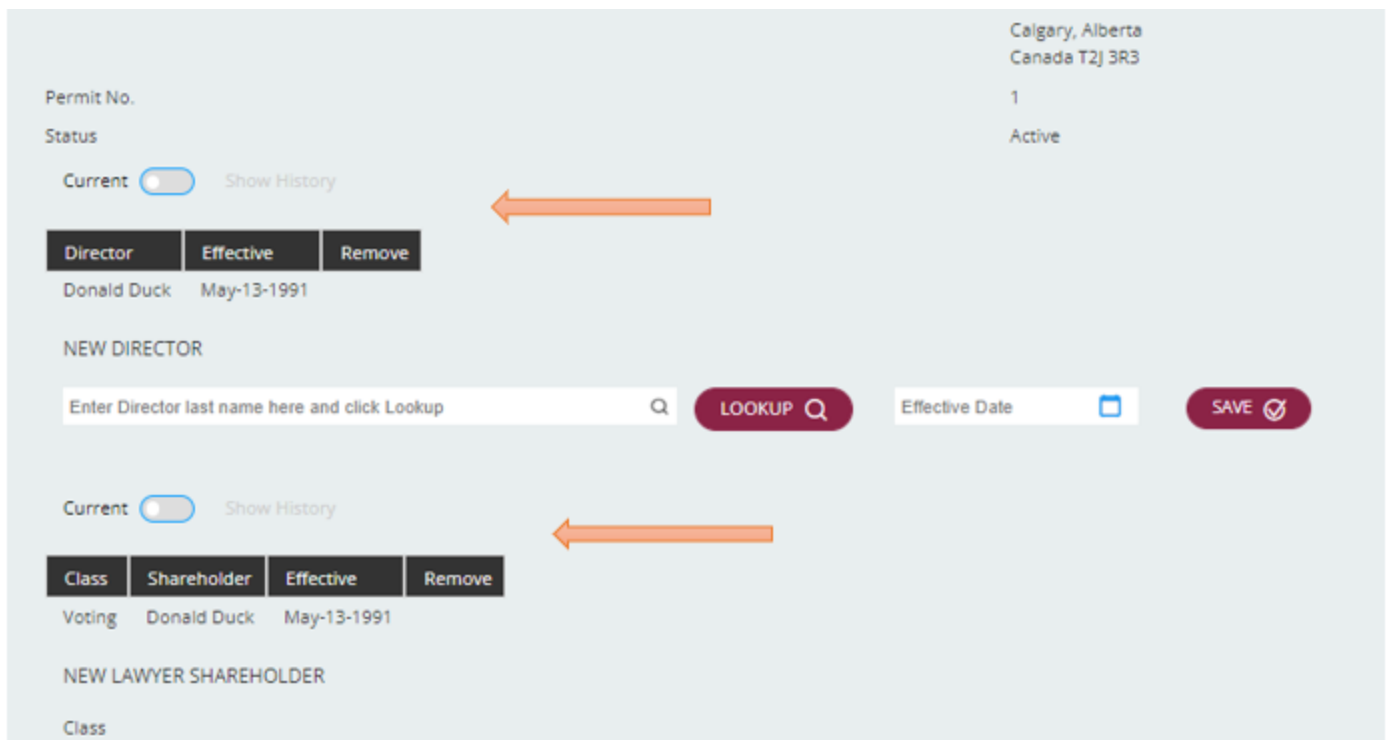 Calgary, Alberta
Canada T2J 3R3
Permit No. 1
Status Active
Current Show History
Director Effective Remove
Donald Duck May-13-1991
NEW DIRECTOR
Enter Director last name here and click Lookup LOOKUP Effective Date SAVE
Current Show History
Class Shareholder Effective Remove
Voting Donald Duck May-13-1991
NEW LAWYER SHAREHOLDER
Class